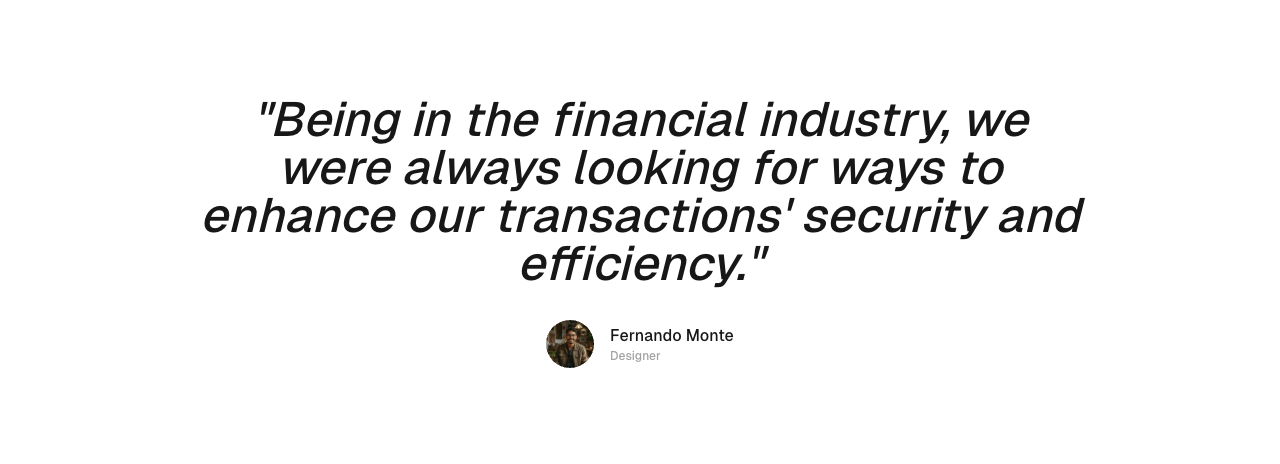 "Being in the financial industry, we
were always looking for ways to
enhance our transactions' security and
efficiency."
Fernando Monte
Designer